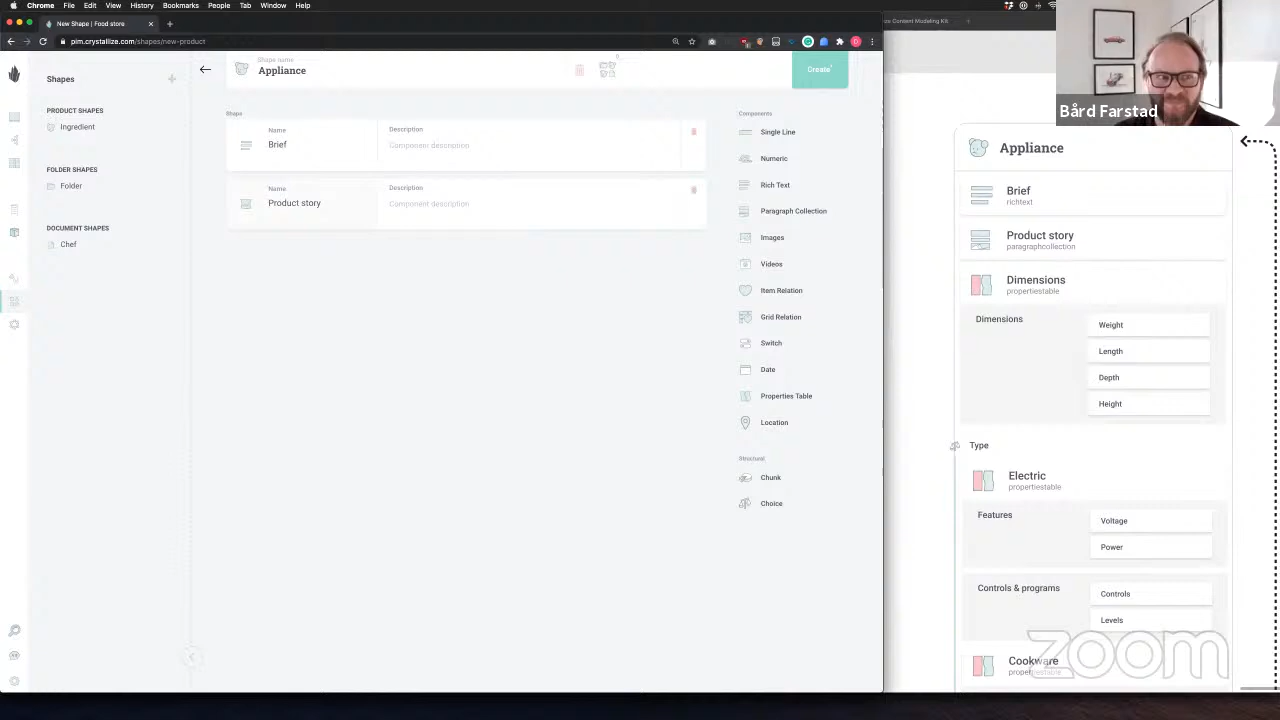 Chrome File Edit View History Bookmarks People Tab Window Help
New Shape | Food store
ce Content Modeling Kit
pim.crystallize.com/shapes/new-product
Bård Farstad
Shapes
PRODUCT SHAPES
Ingredient
FOLDER SHAPES
Folder
DOCUMENT SHAPES
Chef
Shape name
Appliance
Create
Shape
Name
Brief
Description
Component description
Name
Product story
Description
Component description
Components
Single Line
Numeric
Rich Text
Paragraph Collection
Images
Videos
Item Relation
Grid Relation
Switch
Date
Properties Table
Location
Structural
Chunk
Choice
Appliance
Brief
richtext
Product story
paragraphcollection
Dimensions
propertiestable
Dimensions
Weight
Length
Depth
Height
Type
Electric
propertiestable
Features
Voltage
Power
Controls & programs
Controls
Levels
Cookware
propertiestable
zoom